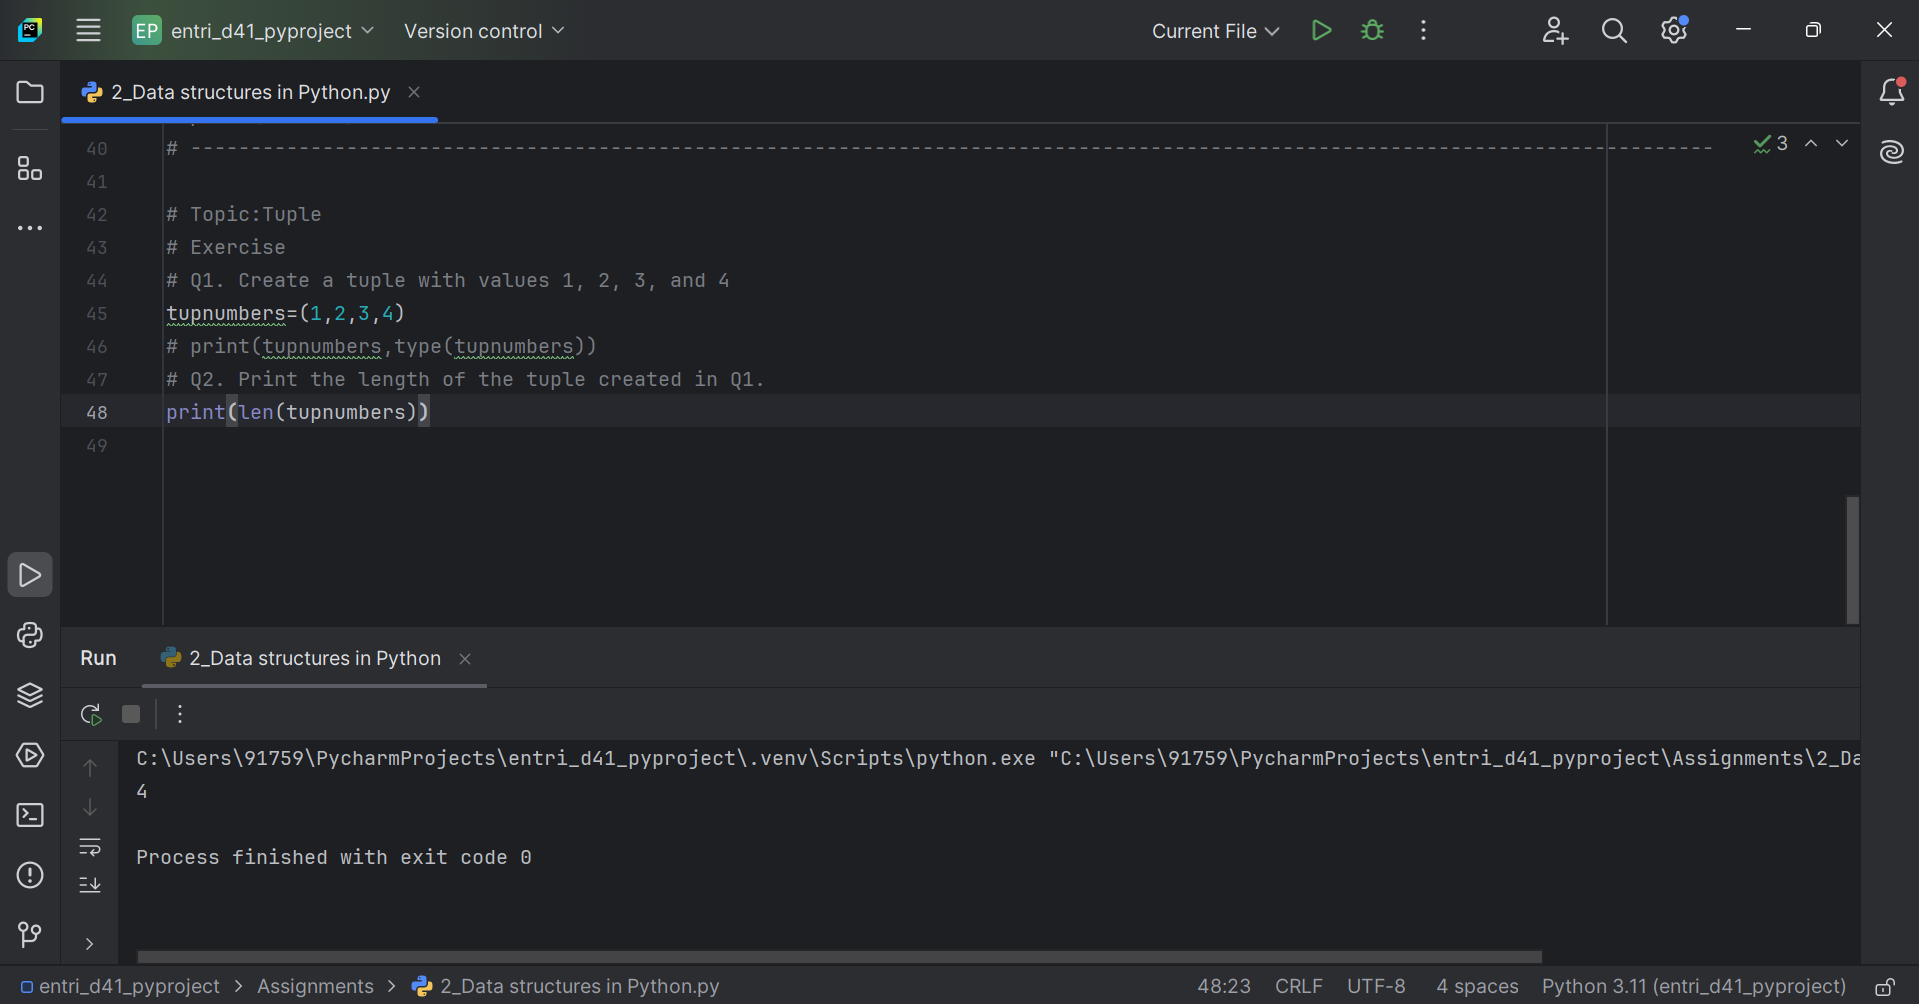 PC
EP entri_d41_pyproject Version control Current File
2_Data structures in Python.py
40 # -------------------------------------------------------------------------------------------------------------------------------
3
41
42 # Topic:Tuple
43 # Exercise
44 # Q1. Create a tuple with values 1, 2, 3, and 4
45 tupnumbers=(1,2,3,4)
46 # print(tupnumbers,type(tupnumbers))
47 # Q2. Print the length of the tuple created in Q1.
48 print(len(tupnumbers))
49
Run 2_Data structures in Python
C:\Users\91759\PycharmProjects\entri_d41_pyproject\.venv\Scripts\python.exe "C:\Users\91759\PycharmProjects\entri_d41_pyproject\Assignments\2_Da
4
Process finished with exit code 0
entri_d41_pyproject > Assignments > 2_Data structures in Python.py 48:23 CRLF UTF-8 4 spaces Python 3.11 (entri_d41_pyproject)